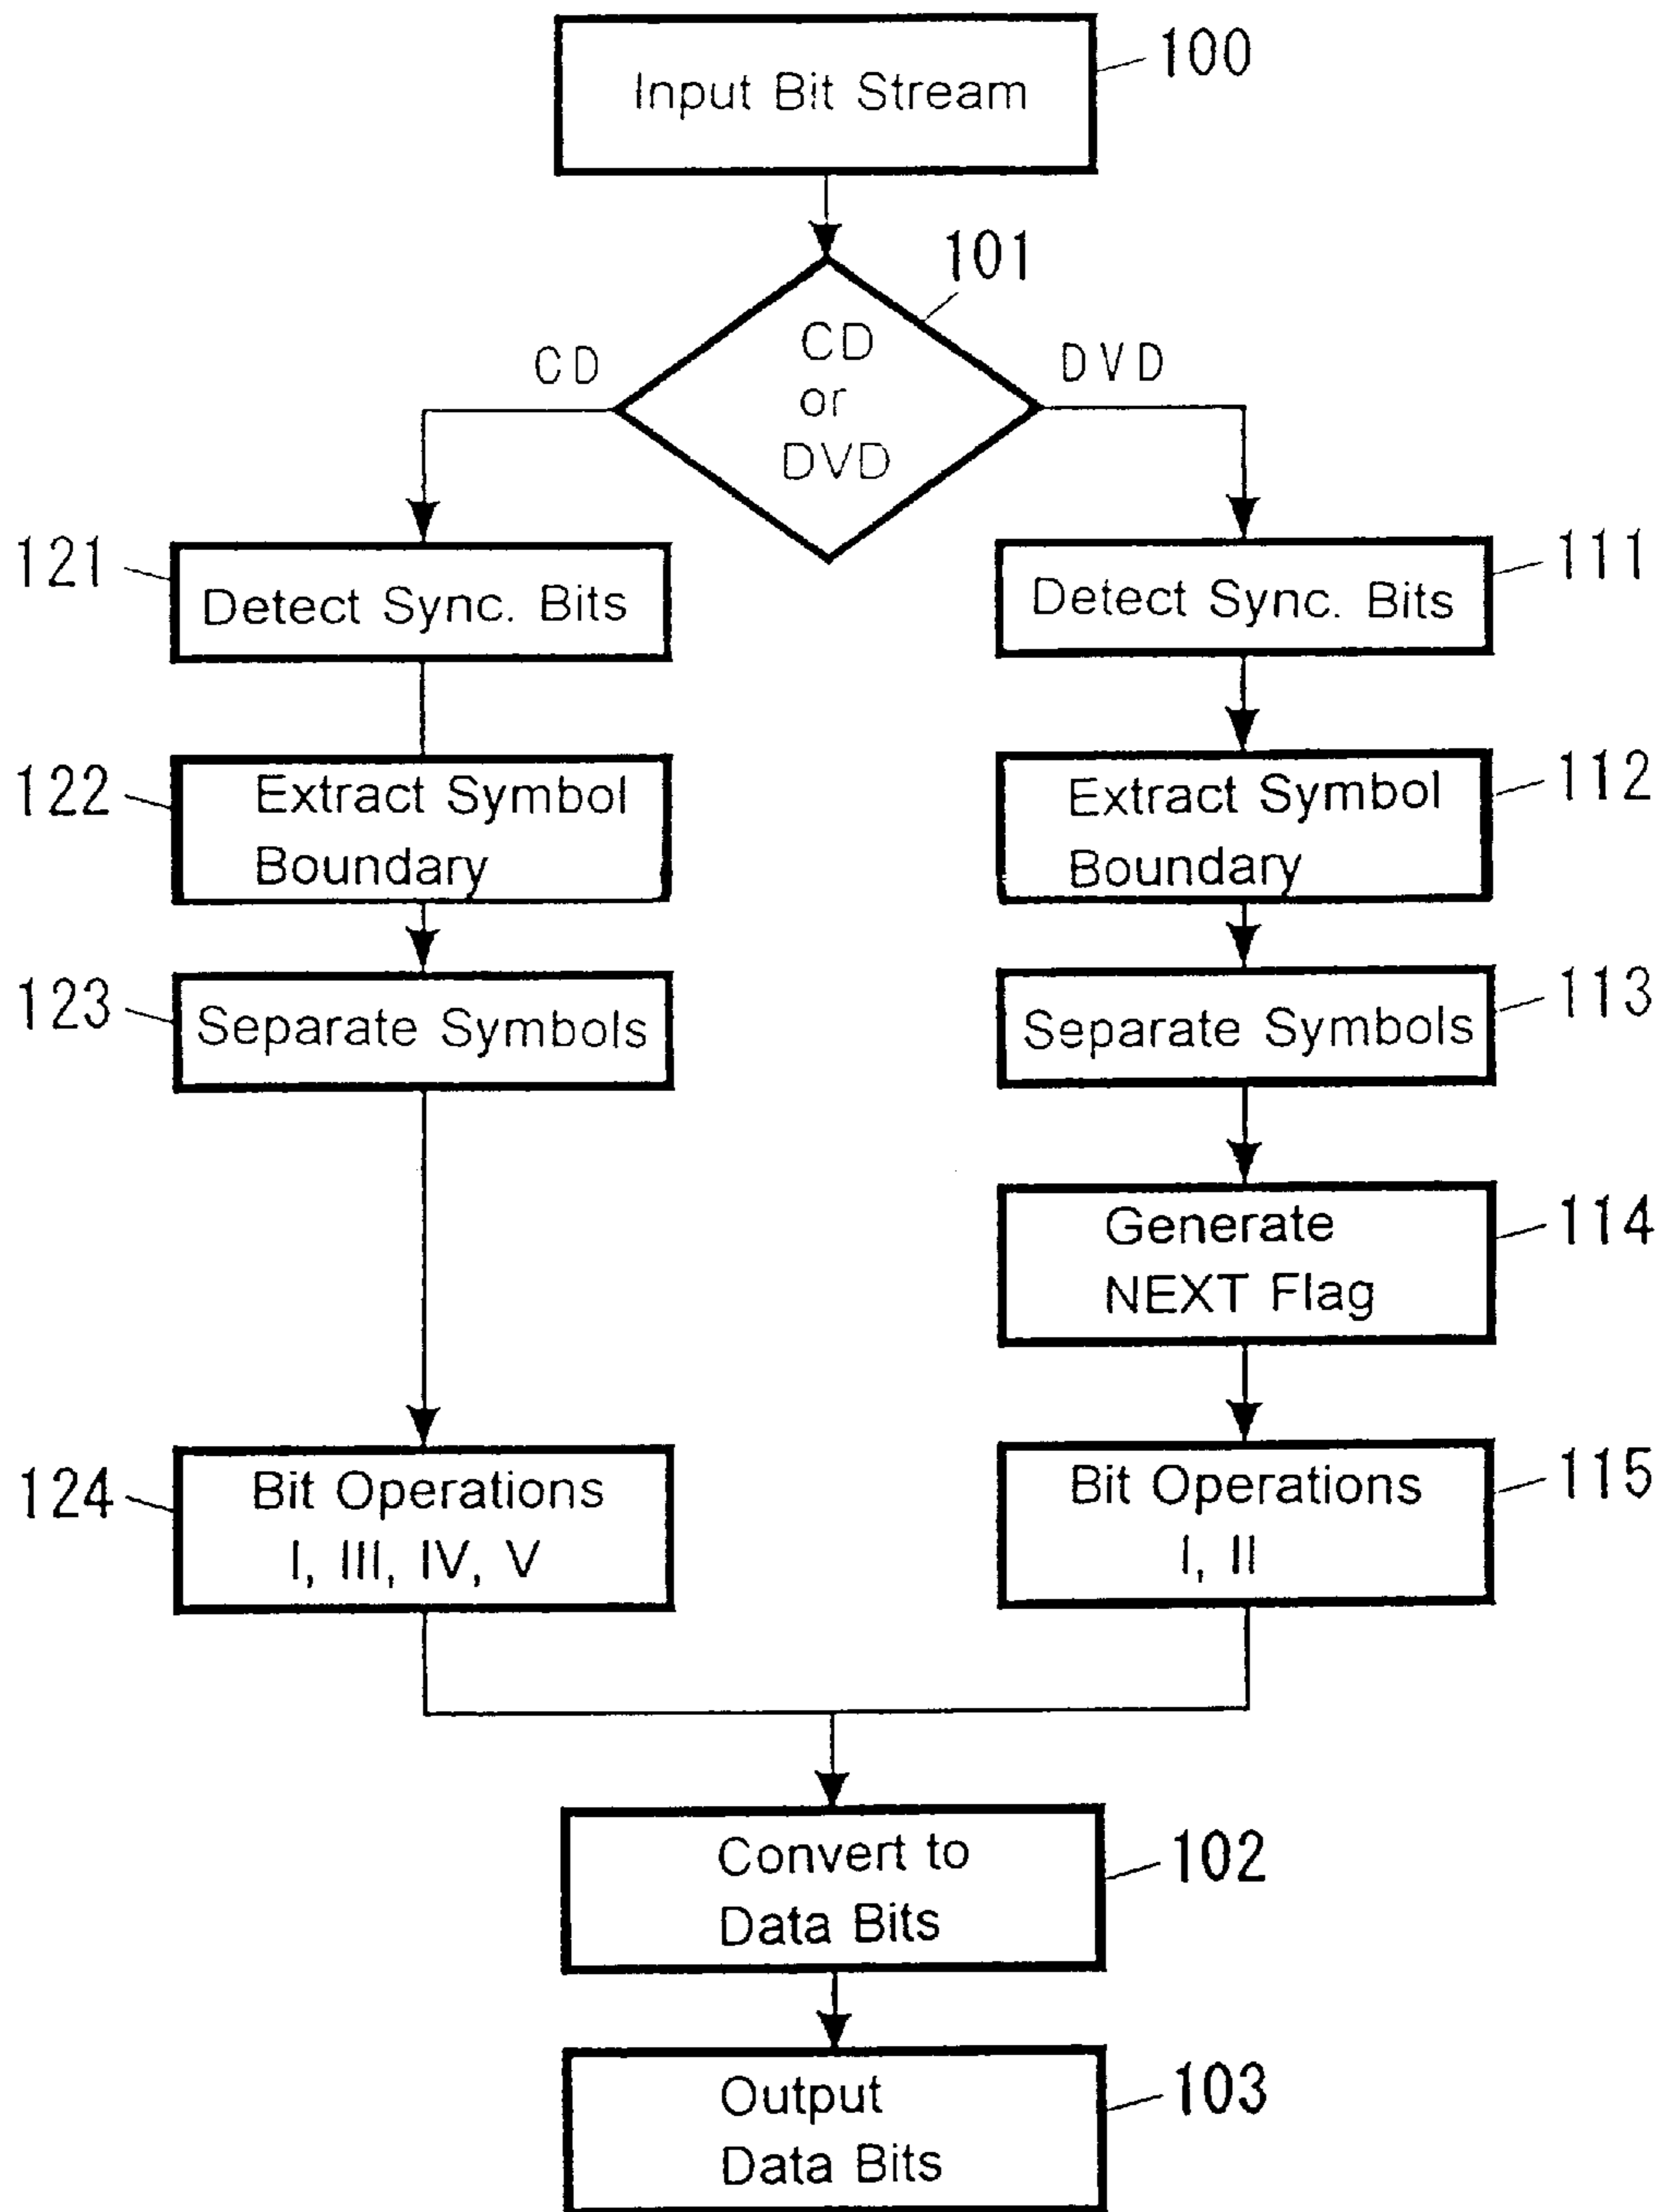 Input Bit Stream
100
101
CD
or
DVD
CD
DVD
121
Detect Sync. Bits
Detect Sync. Bits
111
122
Extract Symbol
Boundary
Extract Symbol
Boundary
112
123
Separate Symbols
Separate Symbols
113
Generate
NEXT Flag
114
124
Bit Operations
I, III, IV, V
Bit Operations
I, II
115
Convert to
Data Bits
102
Output
Data Bits
103